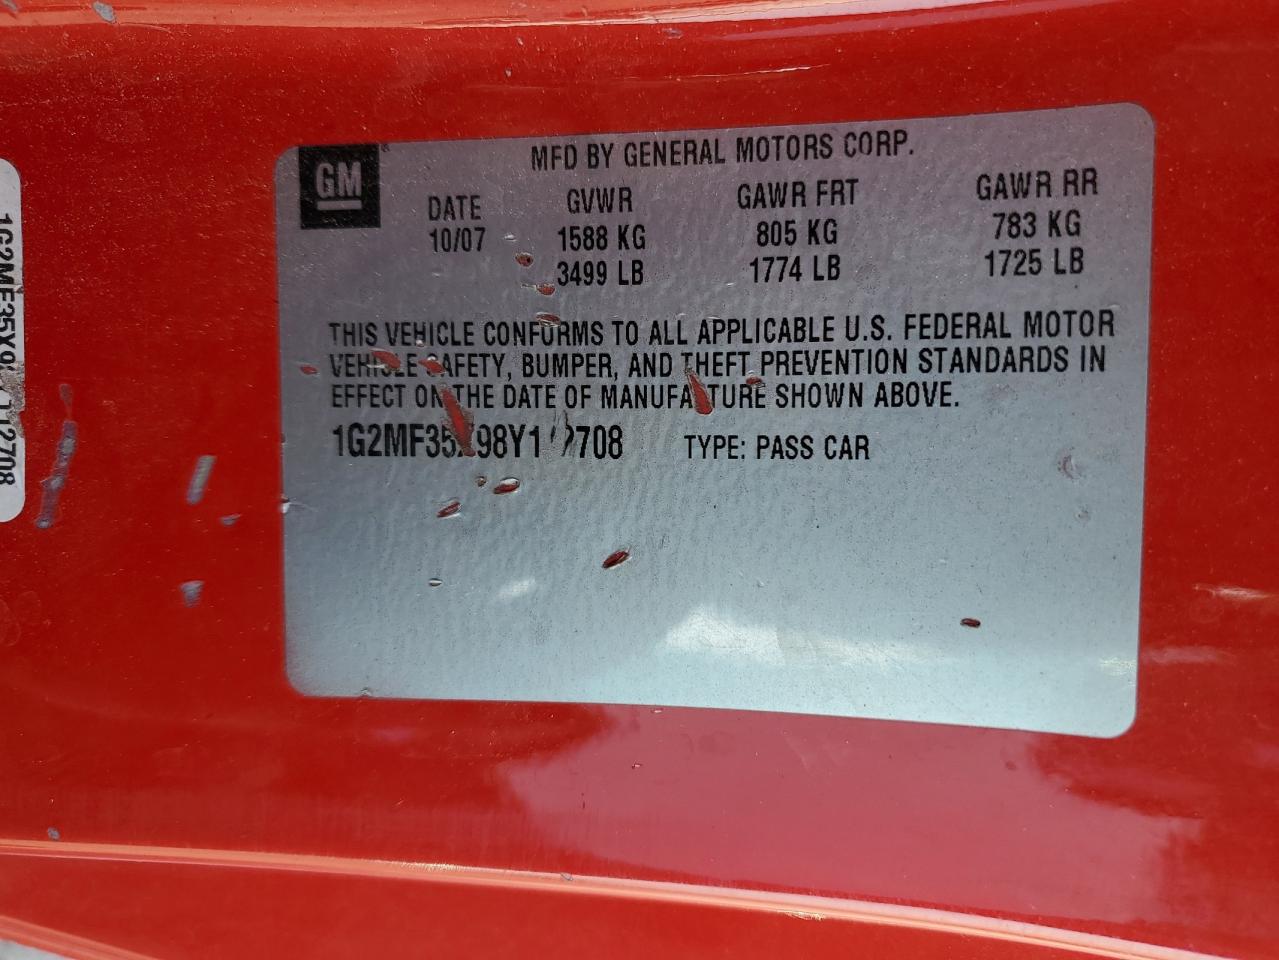 GM
MFD BY GENERAL MOTORS CORP.
DATE GVWR GAWR FRT GAWR RR
10/07 1588 KG 805 KG 783 KG
3499 LB 1774 LB 1725 LB
THIS VEHICLE CONFORMS TO ALL APPLICABLE U.S. FEDERAL MOTOR
VEHICLE SAFETY, BUMPER, AND THEFT PREVENTION STANDARDS IN
EFFECT ON THE DATE OF MANUFACTURE SHOWN ABOVE.
1G2MF35X98Y112708 TYPE: PASS CAR